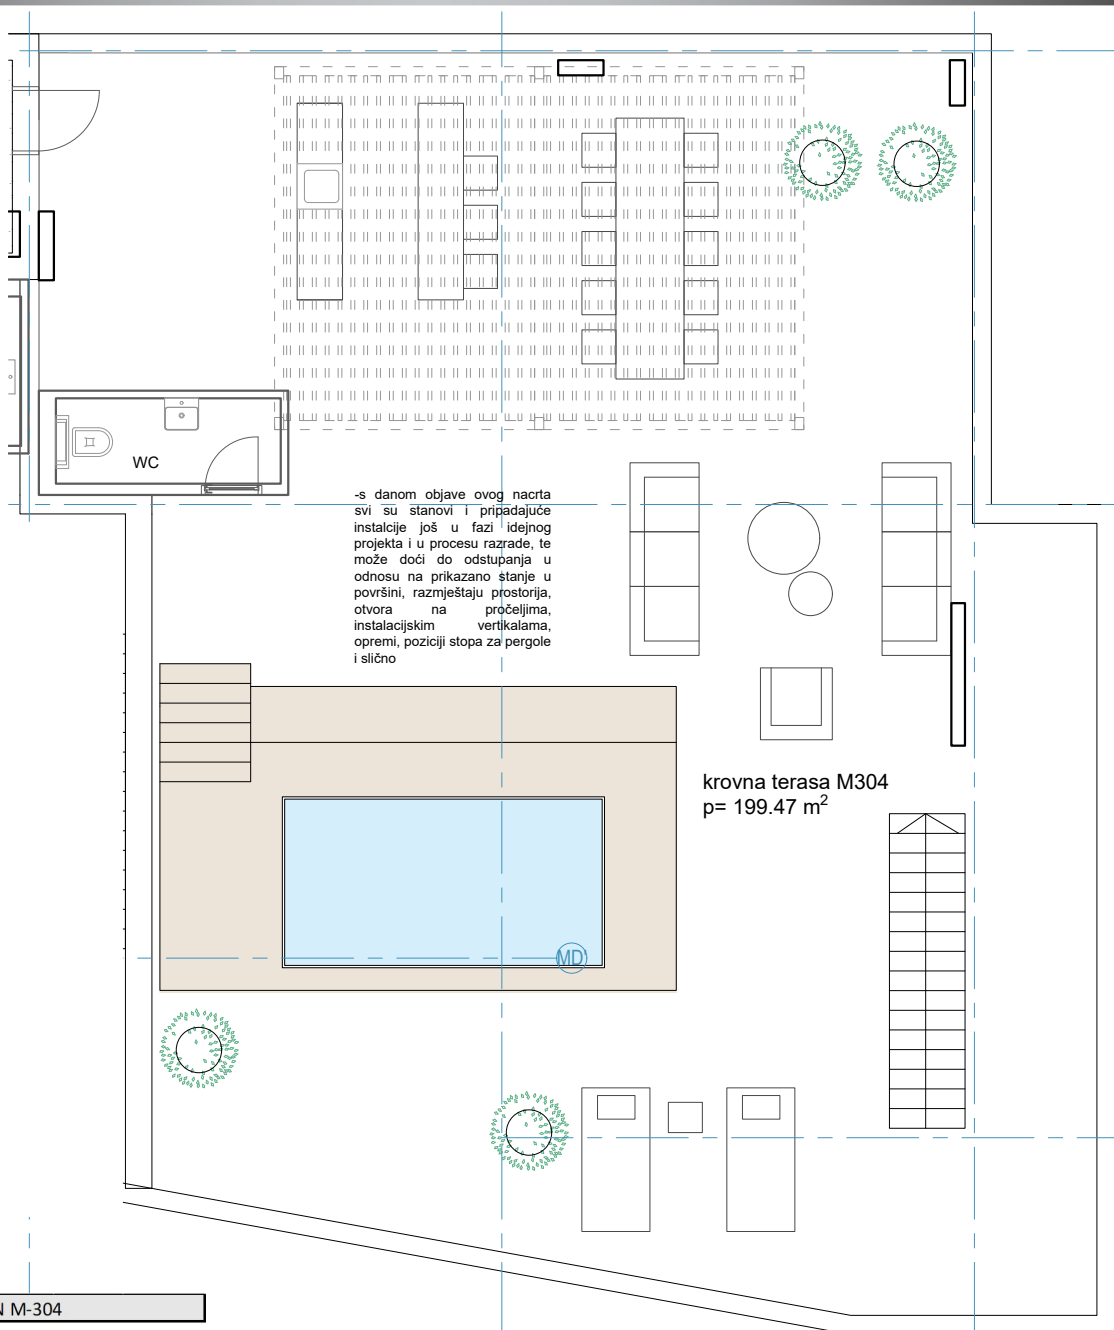 WC
-s danom objave ovog nacrta
svi su stanovi i pripadajuće
instalcije još u fazi idejnog
projekta i u procesu razrade, te
može doći do odstupanja u
odnosu na prikazano stanje u
površini, razmještaju prostorija,
otvora na pročeljima,
instalacijskim vertikalama,
opremi, poziciji stopa za pergole
i slično
krovna terasa M304
p= 199.47 m²
MD'
N M-304